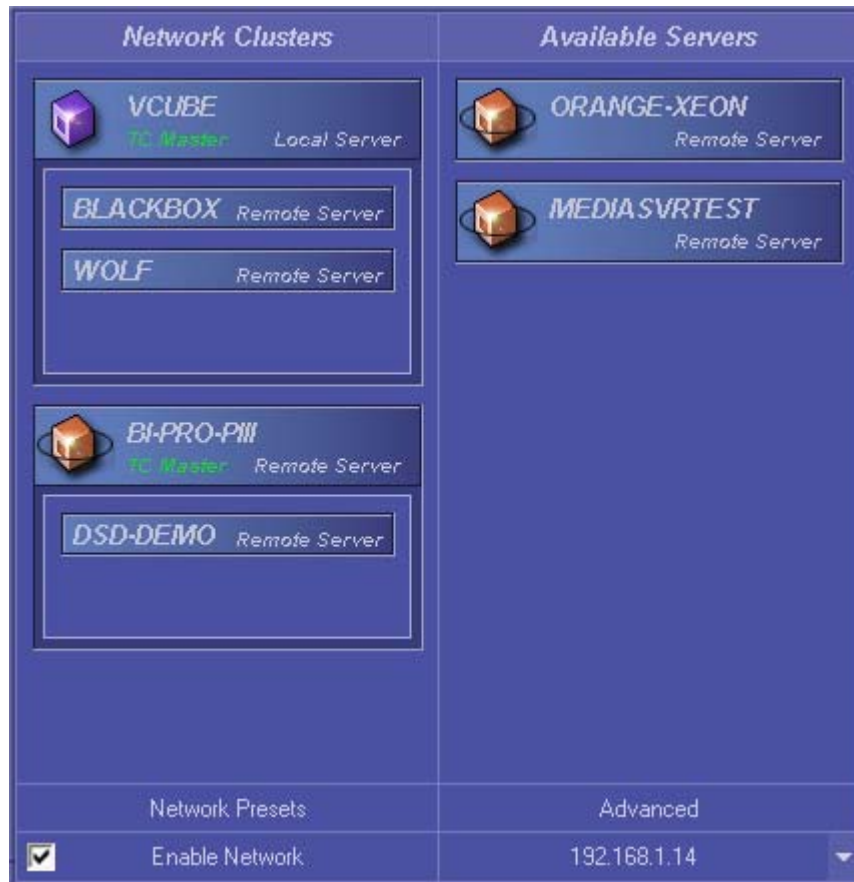 Network Clusters
Available Servers
VCUBE
TC Master Local Server
BLACKBOX Remote Server
WOLF Remote Server
BI-PRO-PIII
TC Master Remote Server
DSD-DEMO Remote Server
ORANGE-XEON
Remote Server
MEDIASVRTEST
Remote Server
Network Presets
Advanced
Enable Network
192.168.1.14